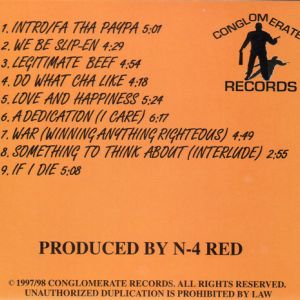 CONGLOMERATE
RECORDS
1. INTRO/FA THA PAYPA 5:01
2. WE BE SLIP-EN 4:29
3. LEGITIMATE BEEF 4:54
4. DO WHAT CHA LIKE 4:18
5. LOVE AND HAPPINESS 5:24
6. A DEDICATION (I CARE) 6:17
7. WAR (WINNING ANYTHING RIGHTEOUS) 4:49
8. SOMETHING TO THINK ABOUT (INTERLUDE) 2:55
9. IF I DIE 5:08
PRODUCED BY N-4 RED
© 1997/98 CONGLOMERATE RECORDS. ALL RIGHTS RESERVED.
UNAUTHORIZED DUPLICATION IS PROHIBITED BY LAW